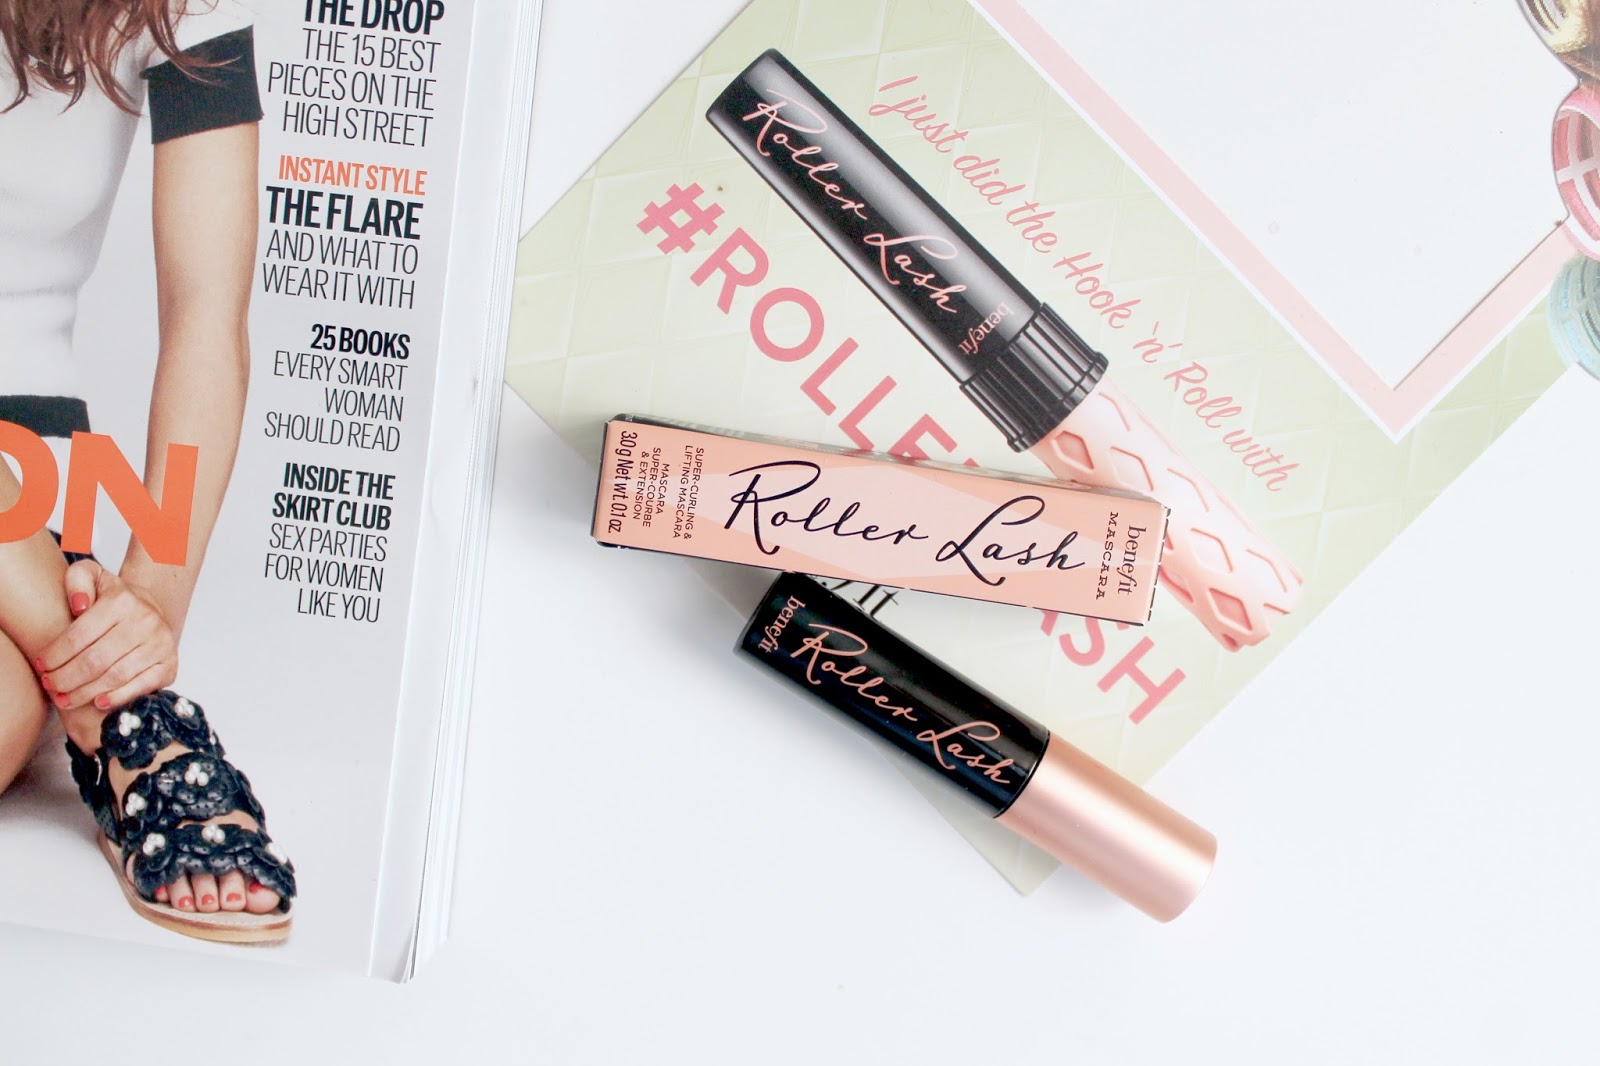 THE DROP
THE 15 BEST
PIECES ON THE
HIGH STREET
INSTANT STYLE
THE FLARE
AND WHAT TO
WEAR IT WITH
25 BOOKS
EVERY SMART
WOMAN
SHOULD READ
INSIDE THE
SKIRT CLUB
SEX PARTIES
FOR WOMEN
LIKE YOU
ON
I just did the Hook 'n' Roll with
Roller Lash
benefit
3.0 g Net wt. 0.1 oz
SUPER-CURLING &
LIFTING MASCARA
MASCARA
SUPER-COURBE
& EXTENSION
Roller Lash
benefit
MASCARA
benefit
Roller Lash